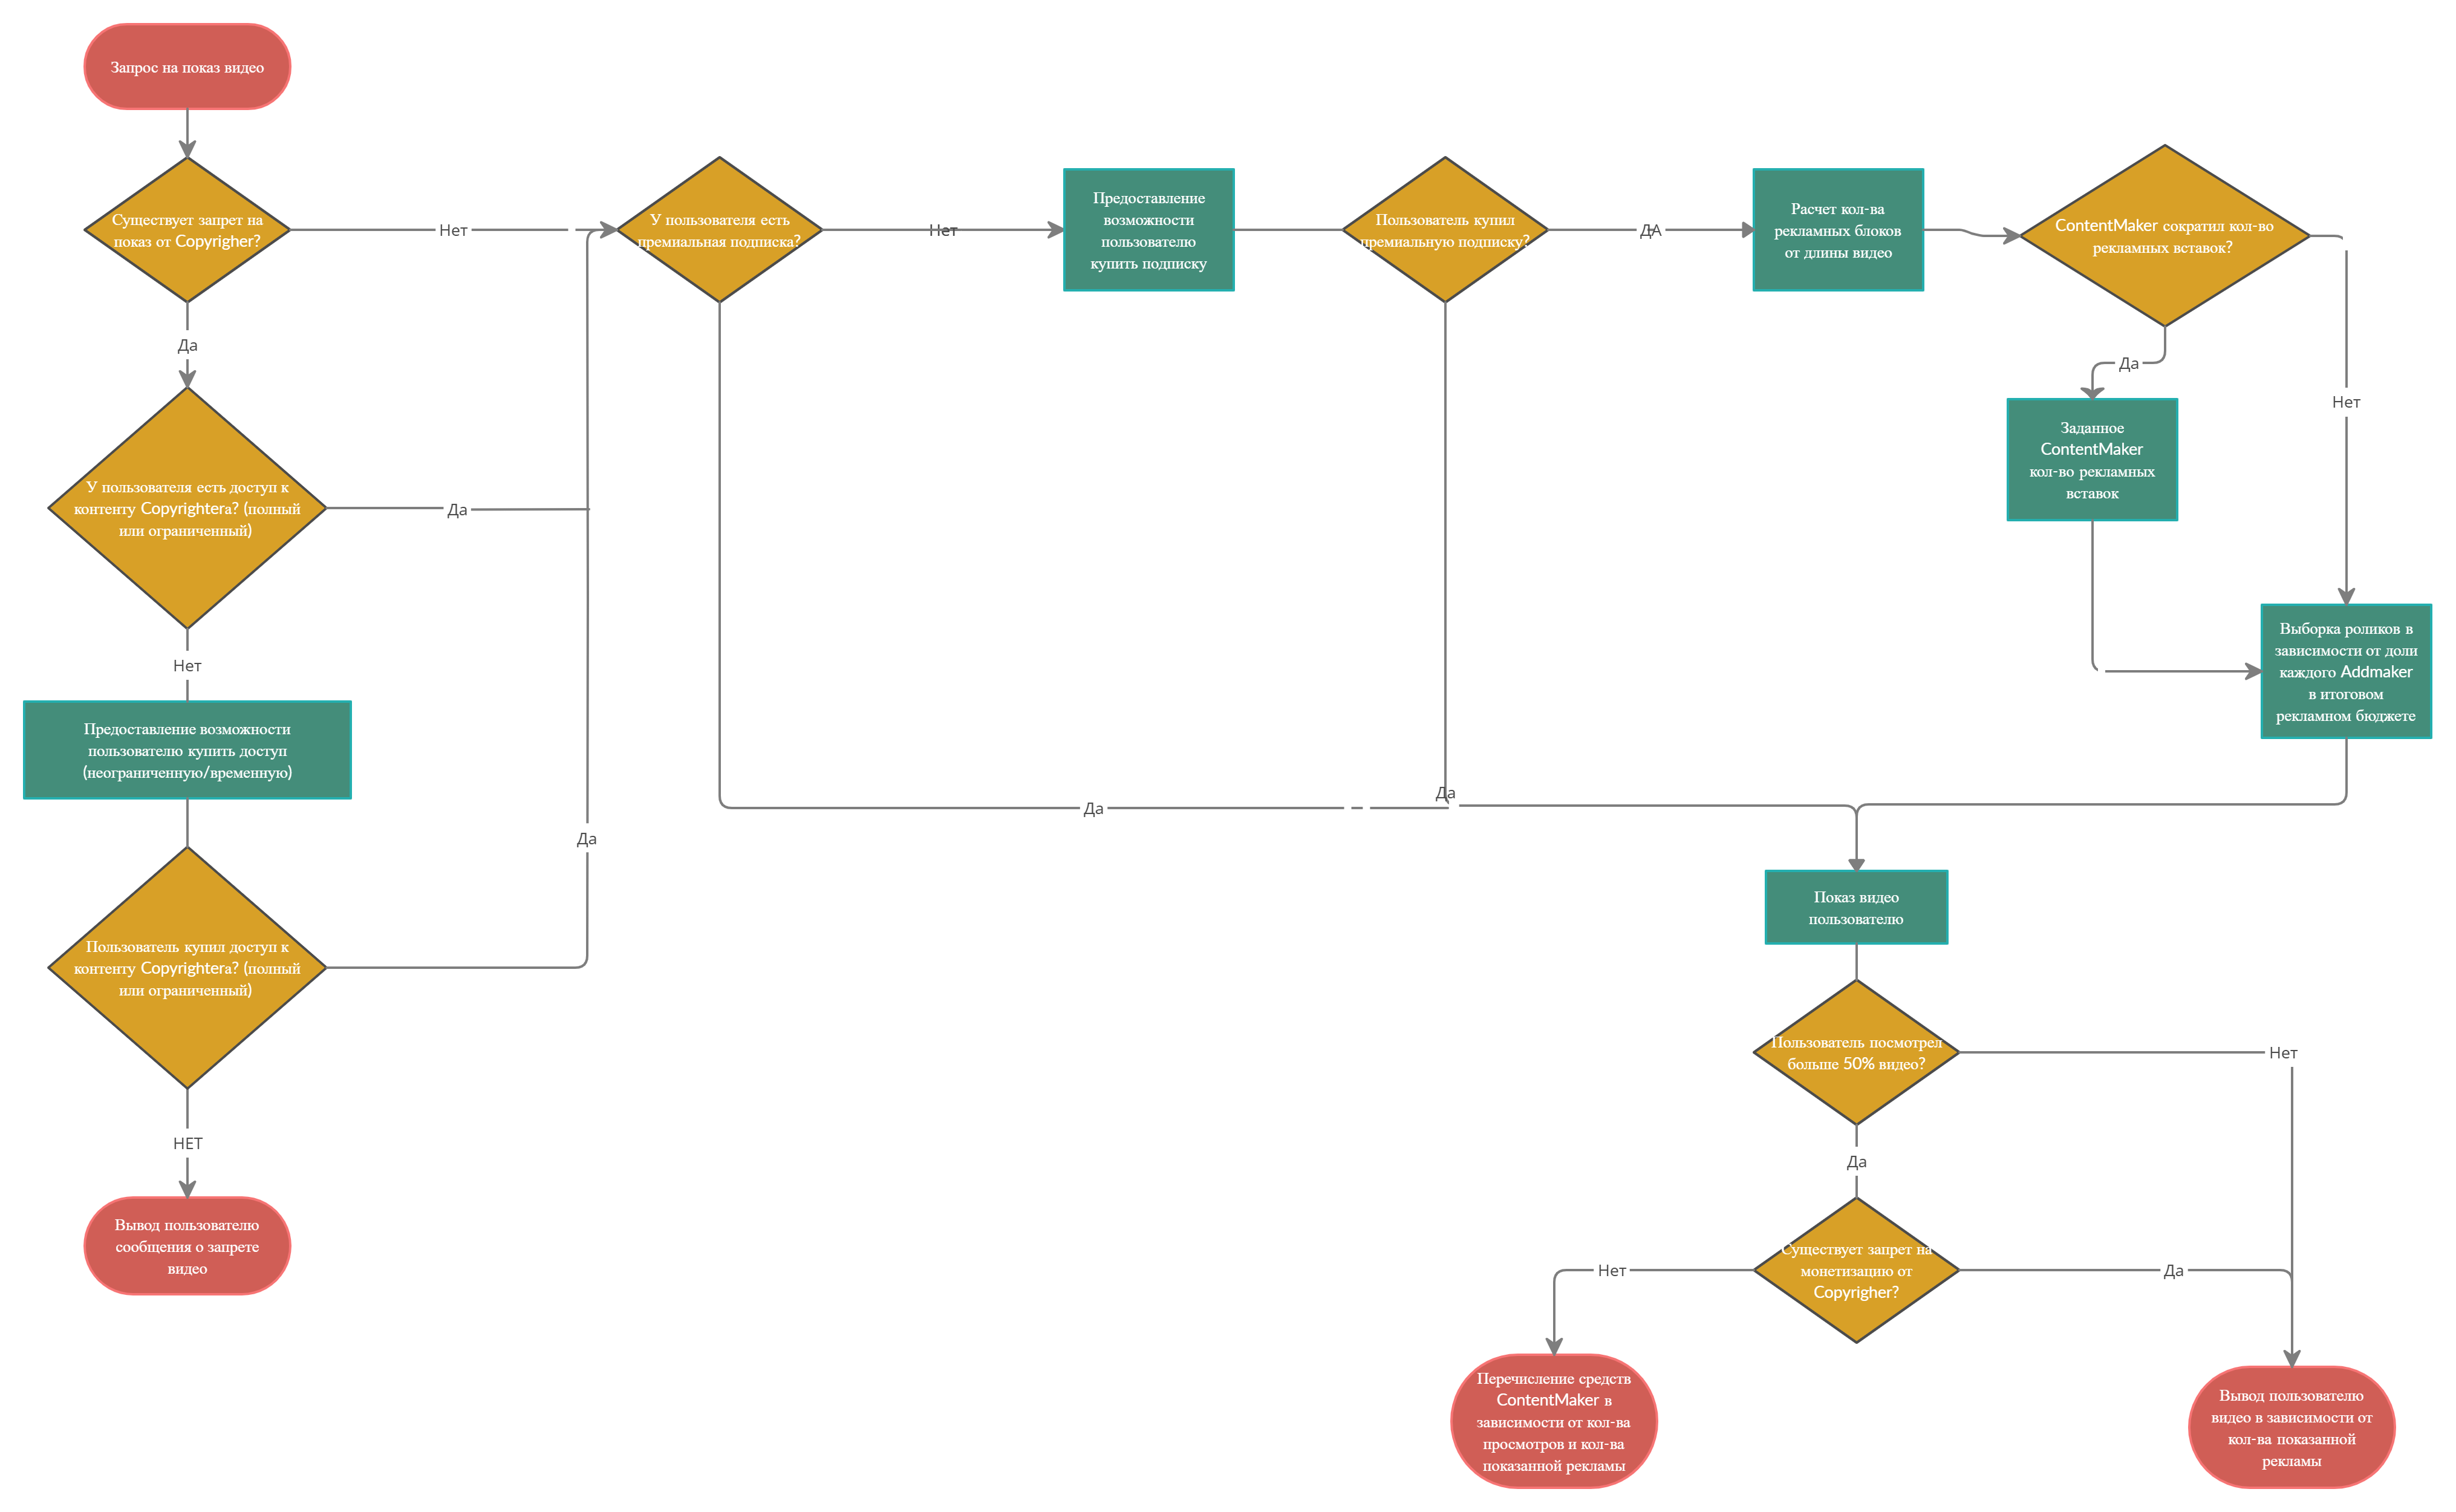 Запрос на показ видео
Существует запрет на
показ от Copyrigher?
Нет
Да
У пользователя есть
премиальная подписка?
Нет
Предоставление
возможности
пользователю
купить подписку
Пользователь купил
премиальную подписку?
ДА
Расчет кол-ва
рекламных блоков
от длины видео
ContentMaker сократил кол-во
рекламных вставок?
Да
Нет
Заданное
ContentMaker
кол-во рекламных
вставок
У пользователя есть доступ к
контенту Copyrighterа? (полный
или ограниченный)
Да
Нет
Выборка роликов в
зависимости от доли
каждого Addmaker
в итоговом
рекламном бюджете
Предоставление возможности
пользователю купить доступ
(неограниченную/временную)
Да
Да
Да
Показ видео
пользователю
Пользователь купил доступ к
контенту Copyrighterа? (полный
или ограниченный)
Пользователь посмотрел
больше 50% видео?
Нет
Да
НЕТ
Вывод пользователю
сообщения о запрете
видео
Существует запрет на
монетизацию от
Copyrigher?
Нет
Да
Перечисление средств
ContentMaker в
зависимости от кол-ва
просмотров и кол-ва
показанной рекламы
Вывод пользователю
видео в зависимости от
кол-ва показанной
рекламы